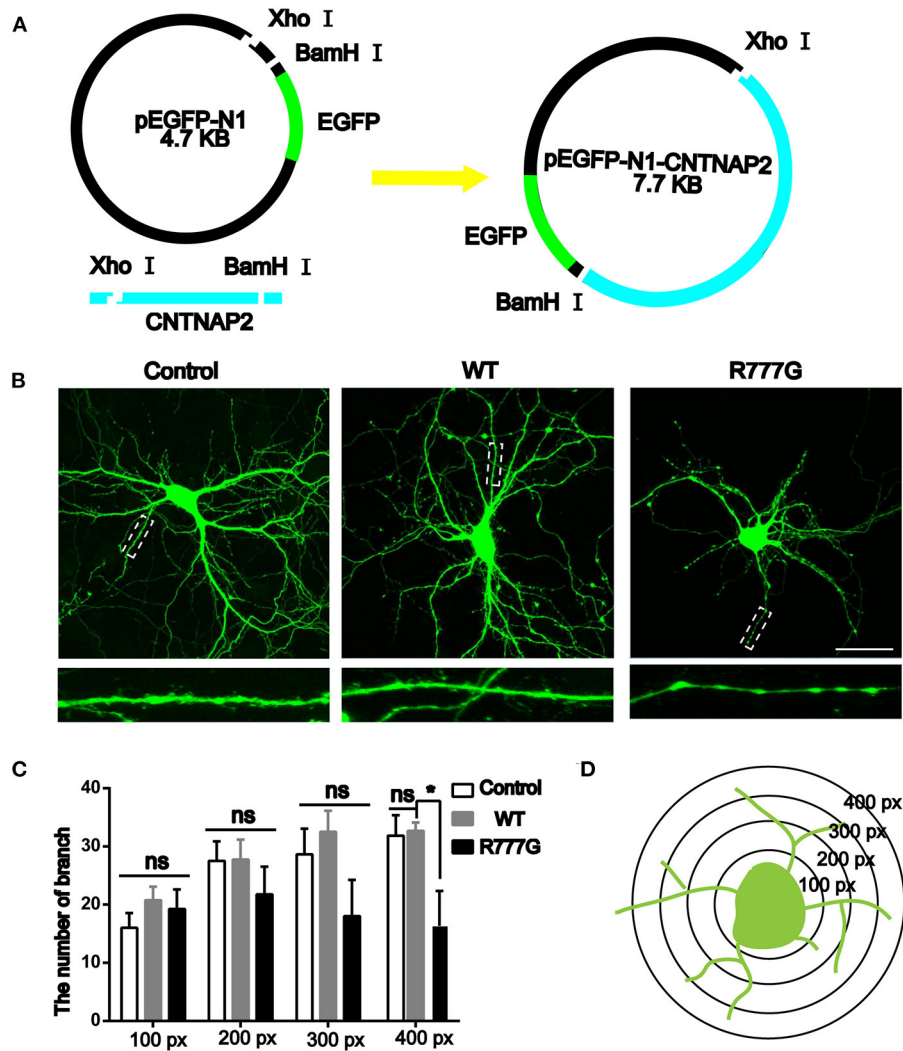 A
Xho I
BamH I
pEGFP-N1
4.7 KB
EGFP
Xho I
BamH I
CNTNAP2
Xho I
pEGFP-N1-CNTNAP2
7.7 KB
EGFP
BamH I
B
Control
WT
R777G
C
The number of branch
40
30
20
10
0
ns
ns
ns
ns
*
Control
WT
R777G
100 px
200 px
300 px
400 px
D
400 px
300 px
200 px
100 px